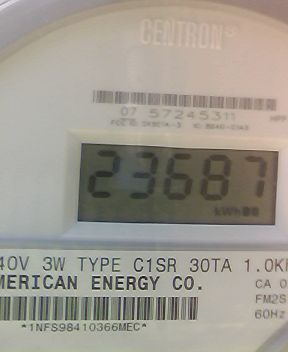 CENTRON
07 57245311
23687
kWh
40V 3W TYPE C1SR 30TA 1.0K
MERICAN ENERGY CO.
CA 0
FM2S
60Hz
*1NFS98410366MEC*